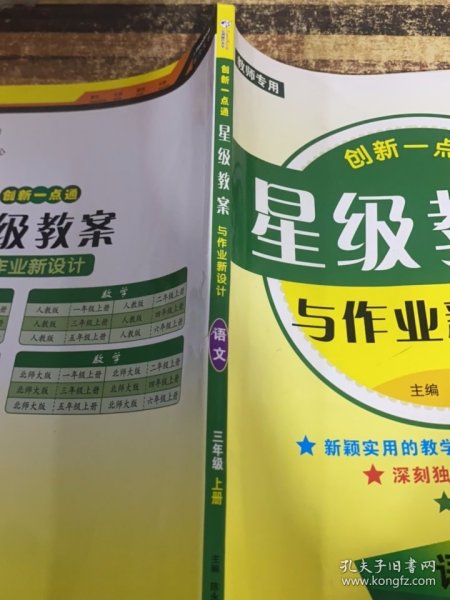 创新一点通
级教案
作业新设计
数学
人教版 一年级上册 人教版 二年级上册
人教版 三年级上册 人教版 四年级上册
人教版 五年级上册 人教版 六年级上册
数学
北师大版 一年级上册 北师大版 二年级上册
北师大版 三年级上册 北师大版 四年级上册
北师大版 五年级上册 北师大版 六年级上册
创新一点通
星级教案
与作业新设计
语文
三年级 上册
主编
教师专用
创新一点
星级教
与作业新
主编
★新颖实用的教学
★深刻独
孔夫子旧书网
www.kongfz.com